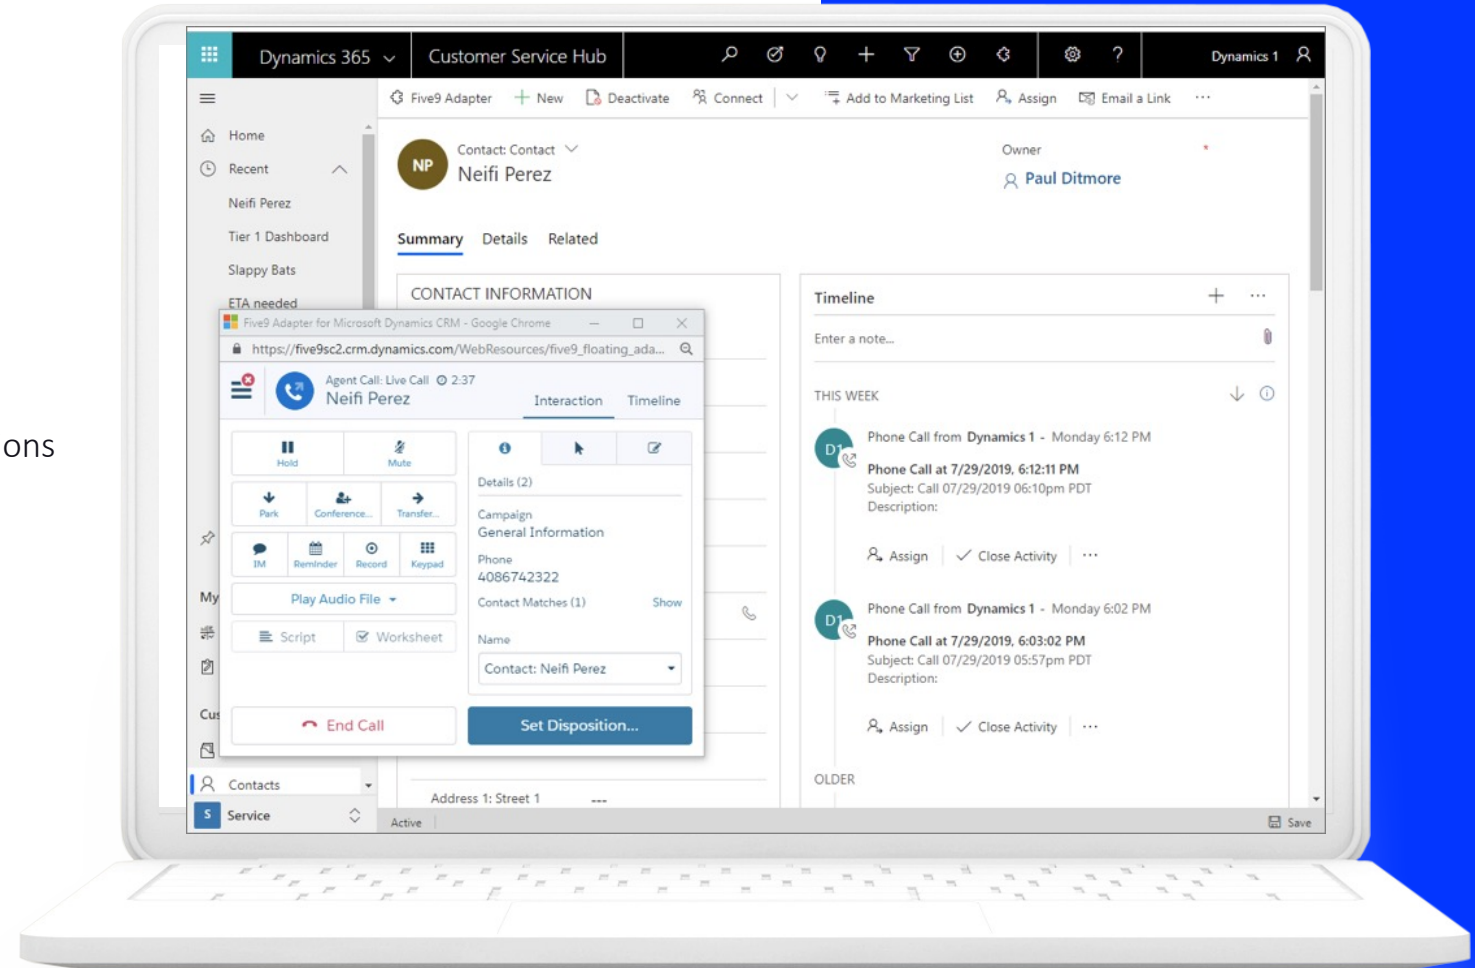 ons
Dynamics 365
Customer Service Hub
?
Dynamics 1
Five9 Adapter
New
Deactivate
Connect
Add to Marketing List
Assign
Email a Link
Home
Recent
Neifi Perez
Tier 1 Dashboard
Slappy Bats
ETA needed
My
Cus
Contacts
S
Service
NP
Contact: Contact
Neifi Perez
Owner
*
Paul Ditmore
Summary
Details
Related
CONTACT INFORMATION
Five9 Adapter for Microsoft Dynamics CRM - Google Chrome
https://five9sc2.crm.dynamics.com/WebResources/five9_floating_ada...
Agent Call: Live Call 2:37
Neifi Perez
Interaction
Timeline
Hold
Mute
Park
Conference...
Transfer...
IM
Reminder
Record
Keypad
Play Audio File
Script
Worksheet
End Call
Details (2)
Campaign
General Information
Phone
4086742322
Contact Matches (1)
Show
Name
Contact: Neifi Perez
Set Disposition...
Address 1: Street 1
---
Timeline
Enter a note...
THIS WEEK
D1
Phone Call from Dynamics 1 - Monday 6:12 PM
Phone Call at 7/29/2019, 6:12:11 PM
Subject: Call 07/29/2019 06:10pm PDT
Description:
Assign
Close Activity
D1
Phone Call from Dynamics 1 - Monday 6:02 PM
Phone Call at 7/29/2019, 6:03:02 PM
Subject: Call 07/29/2019 05:57pm PDT
Description:
Assign
Close Activity
OLDER
Active
Save